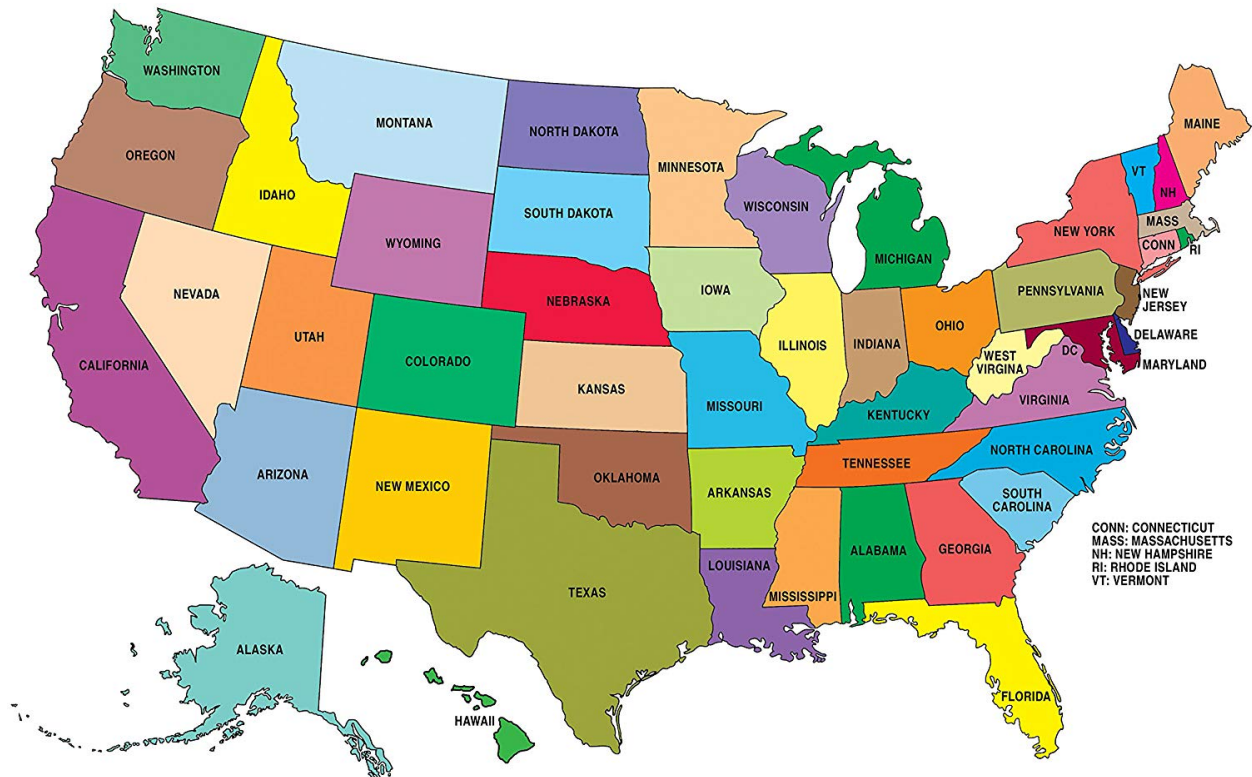 WASHINGTON
OREGON
CALIFORNIA
NEVADA
IDAHO
MONTANA
WYOMING
UTAH
ARIZONA
COLORADO
NEW MEXICO
NORTH DAKOTA
SOUTH DAKOTA
NEBRASKA
KANSAS
OKLAHOMA
TEXAS
MINNESOTA
IOWA
MISSOURI
ARKANSAS
LOUISIANA
WISCONSIN
ILLINOIS
MICHIGAN
INDIANA
OHIO
KENTUCKY
TENNESSEE
MISSISSIPPI
ALABAMA
GEORGIA
FLORIDA
SOUTH
CAROLINA
NORTH CAROLINA
VIRGINIA
WEST
VIRGINA
DC
MARYLAND
DELAWARE
NEW
JERSEY
PENNSYLVANIA
NEW YORK
CONN
RI
MASS
VT
NH
MAINE
ALASKA
HAWAII
CONN: CONNECTICUT
MASS: MASSACHUSETTS
NH: NEW HAMPSHIRE
RI: RHODE ISLAND
VT: VERMONT